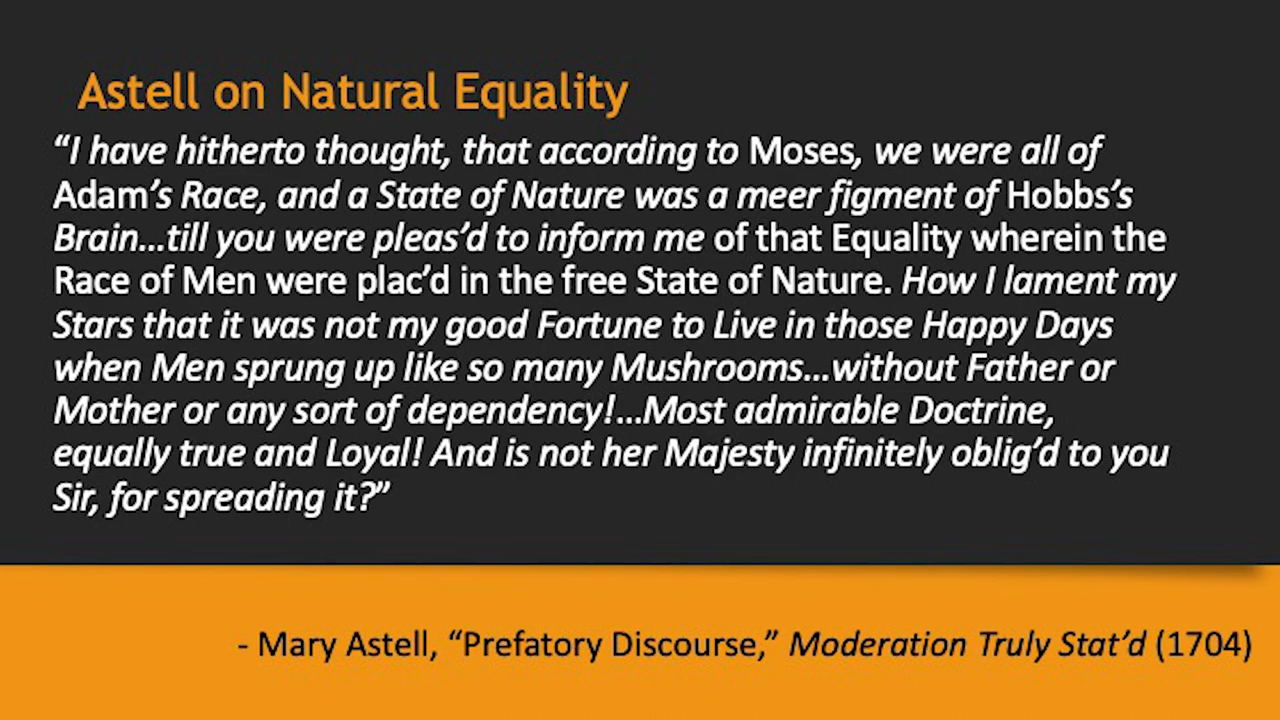 Astell on Natural Equality
“I have hitherto thought, that according to Moses, we were all of
Adam’s Race, and a State of Nature was a meer figment of Hobbs’s
Brain…till you were pleas’d to inform me of that Equality wherein the
Race of Men were plac’d in the free State of Nature. How I lament my
Stars that it was not my good Fortune to Live in those Happy Days
when Men sprung up like so many Mushrooms…without Father or
Mother or any sort of dependency!…Most admirable Doctrine,
equally true and Loyal! And is not her Majesty infinitely oblig’d to you
Sir, for spreading it?”
- Mary Astell, “Prefatory Discourse,” Moderation Truly Stat’d (1704)